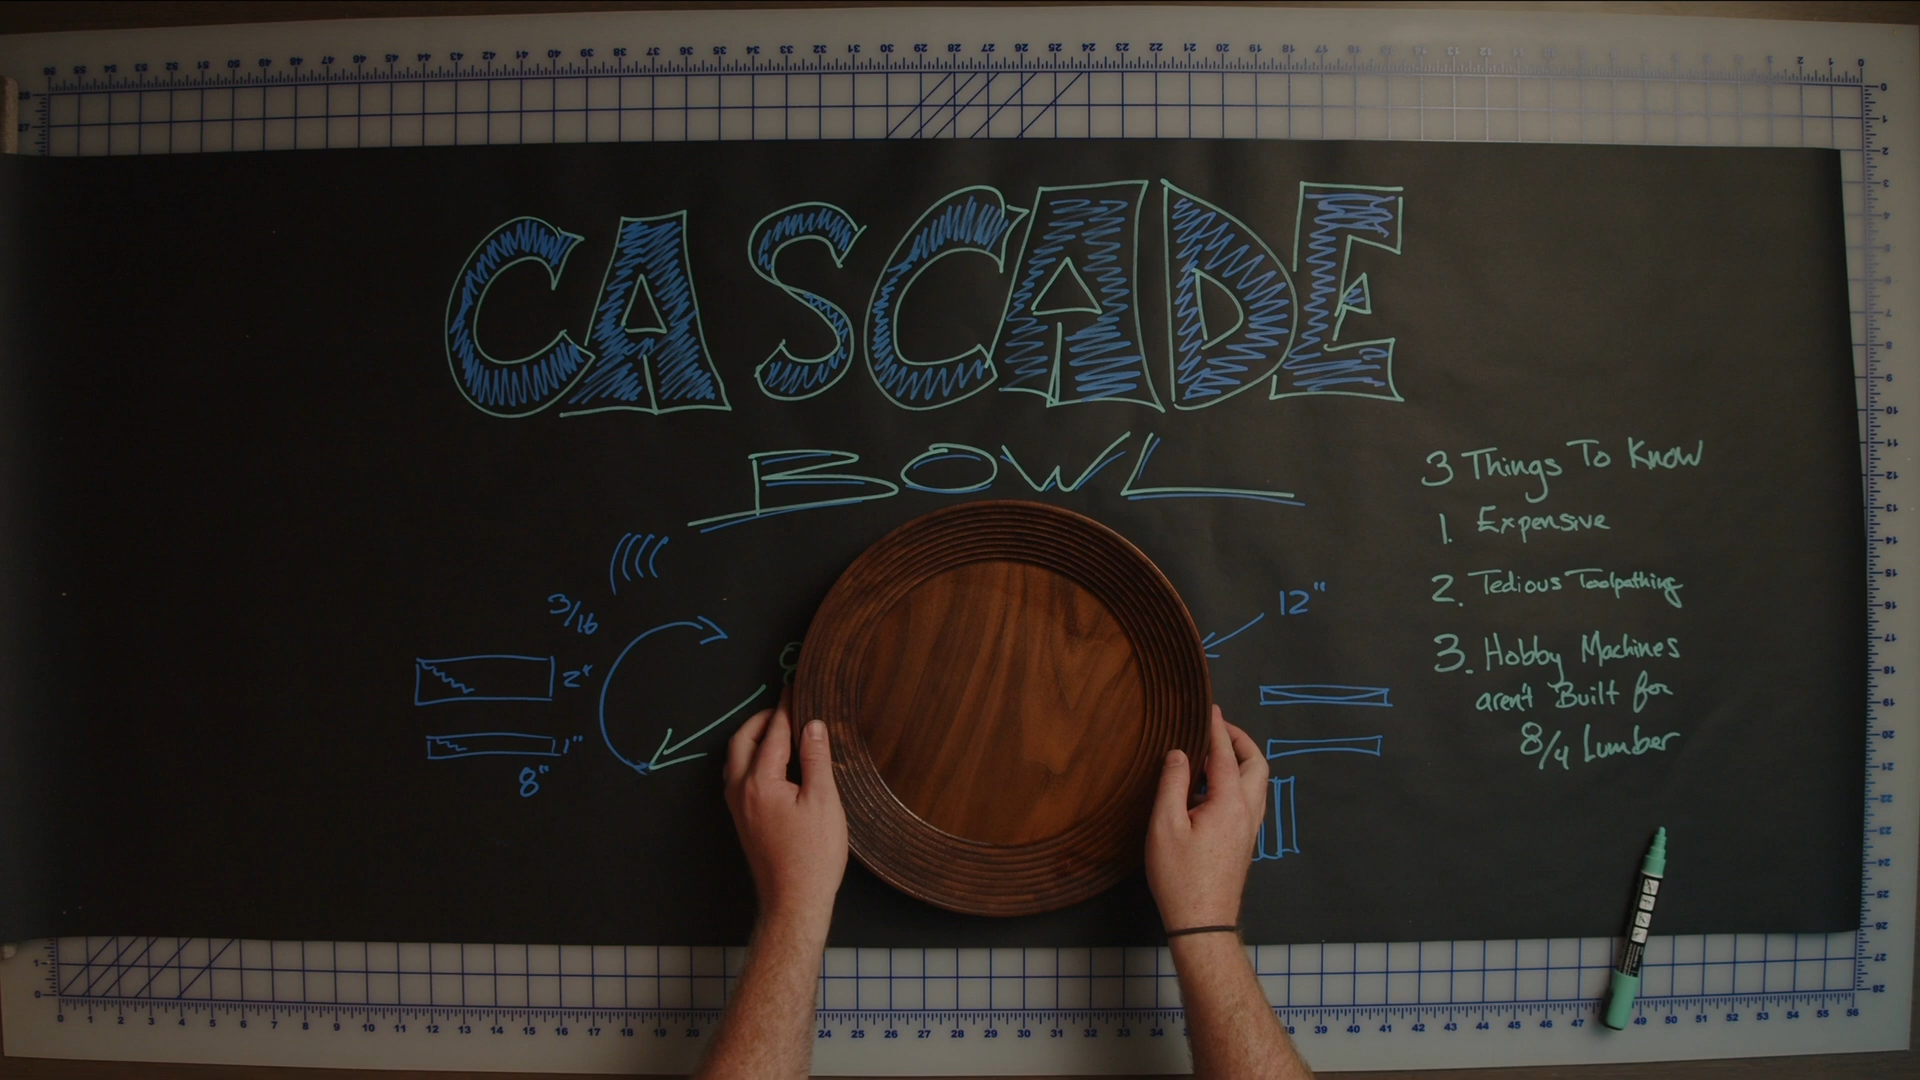 CASCADE
BOWL
3 Things To Know
1. Expensive
2. Tedious Toolpathing
3. Hobby Machines
aren't Built for
8/4 Lumber
3/16
2"
1"
8"
12"